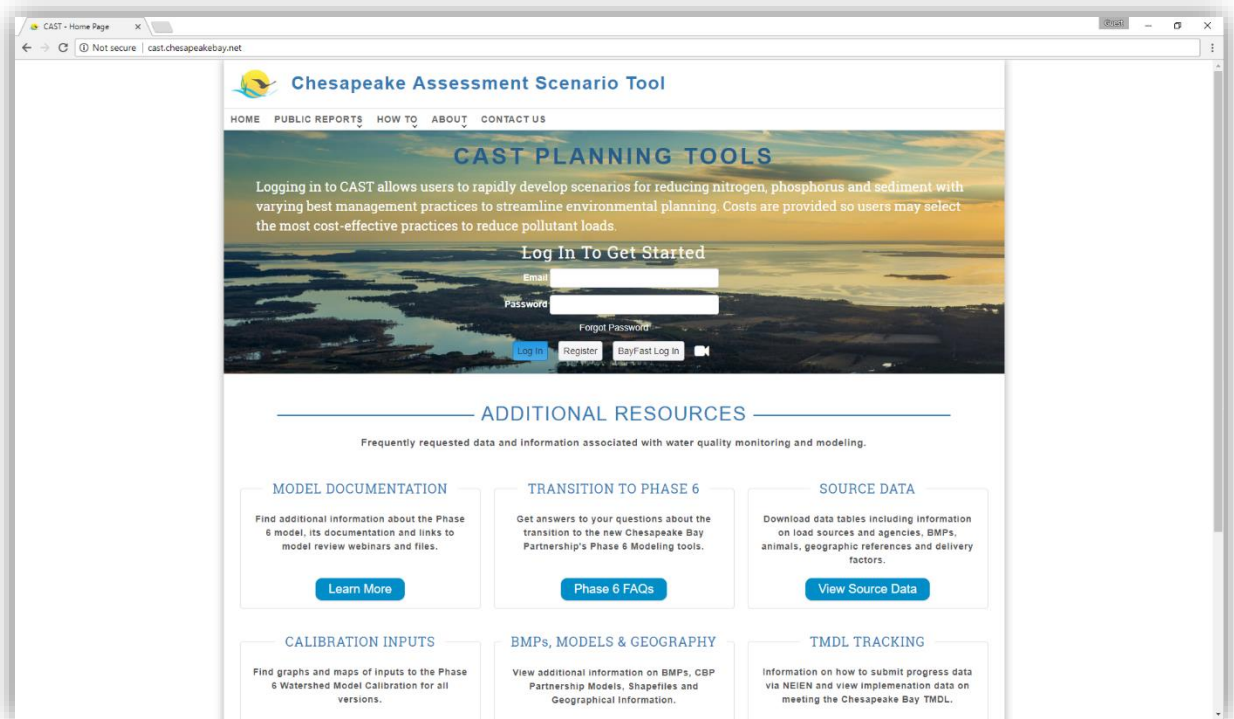 CAST - Home Page
Guest
Not secure | cast.chesapeakebay.net
Chesapeake Assessment Scenario Tool
HOME PUBLIC REPORTS HOW TO ABOUT CONTACT US
CAST PLANNING TOOLS
Logging in to CAST allows users to rapidly develop scenarios for reducing nitrogen, phosphorus and sediment with
varying best management practices to streamline environmental planning. Costs are provided so users may select
the most cost-effective practices to reduce pollutant loads.
Log In To Get Started
Email
Password
Forgot Password
Log In Register BayFast Log In
ADDITIONAL RESOURCES
Frequently requested data and information associated with water quality monitoring and modeling.
MODEL DOCUMENTATION
Find additional information about the Phase
6 model, its documentation and links to
model review webinars and files.
Learn More
TRANSITION TO PHASE 6
Get answers to your questions about the
transition to the new Chesapeake Bay
Partnership's Phase 6 Modeling tools.
Phase 6 FAQs
SOURCE DATA
Download data tables including information
on load sources and agencies, BMPs,
animals, geographic references and delivery
factors.
View Source Data
CALIBRATION INPUTS
Find graphs and maps of inputs to the Phase
6 Watershed Model Calibration for all
versions.
BMPs, MODELS & GEOGRAPHY
View additional information on BMPs, CBP
Partnership Models, Shapefiles and
Geographical Information.
TMDL TRACKING
Information on how to submit progress data
via NEIEN and view implemenation data on
meeting the Chesapeake Bay TMDL.